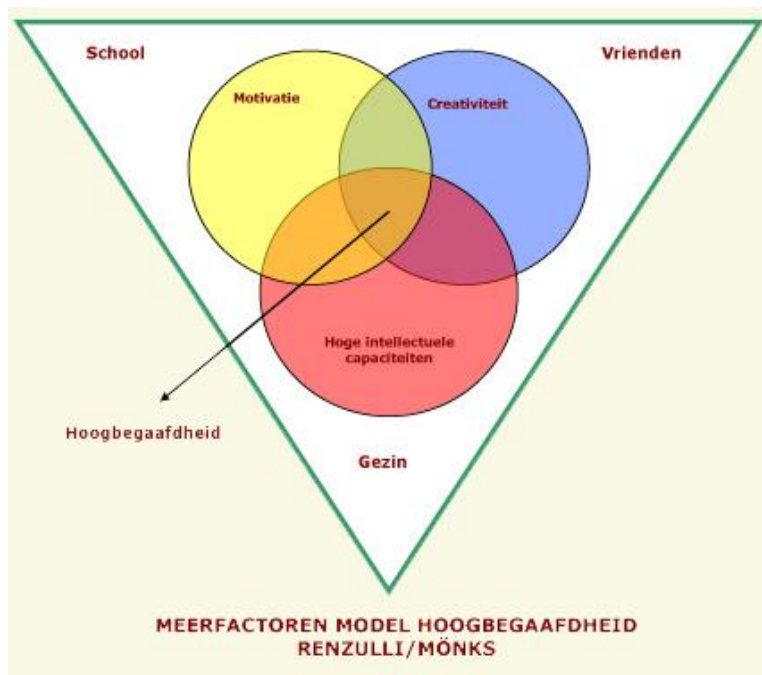 School
Vrienden
Motivatie
Creativiteit
Hoge intellectuele
capaciteiten
Hoogbegaafdheid
Gezin
MEERFACTOREN MODEL HOOGBEGAAFDHEID
RENZULLI/MÖNKS